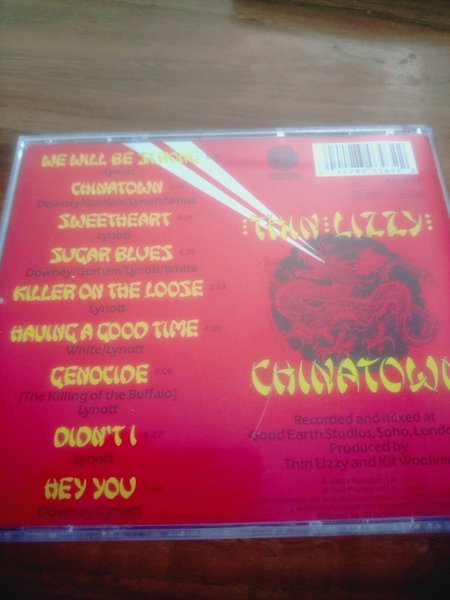 WE WILL BE STRONG
Lynott
CHINATOWN
Downey/Gorham/Lynott/White
SWEETHEART
Lynott
SUGAR BLUES
Downey/Gorham/Lynott/White
KILLER ON THE LOOSE
Lynott
HAVING A GOOD TIME
White/Lynott
GENOCIDE
[The Killing of the Buffalo]
Lynott
DIDN'T I
Lynott
HEY YOU
Downey/Lynott
THIN LIZZY
CHINATOWN
Recorded and mixed at
Good Earth Studios, Soho, London
Produced by
Thin Lizzy and Kit Woolven